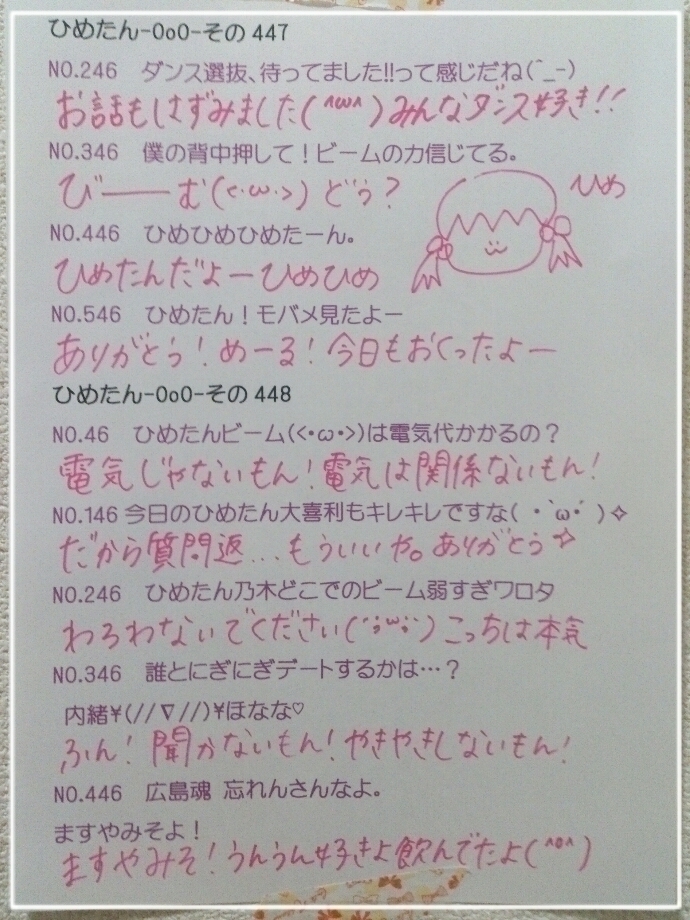 ひめたん-OoO-その447
NO.246 ダンス選抜、待ってました!!って感じだね(^_-)
お話もはずみました(^ω^)みんなダンス好き!!
NO.346 僕の背中押して！ビームの力信じてる。
びーーむ(<・ω・>)どぅ？
ひめ
NO.446 ひめひめひめたーん。
ひめたんだよーひめひめ
NO.546 ひめたん！モバメ見たよー
ありがとう！めーる！今日もおくったよー
ひめたん-OoO-その448
NO.46 ひめたんビーム(<・ω・>)は電気代かかるの？
電気じゃないもん！電気は関係ないもん！
NO.146 今日のひめたん大喜利もキレキレですな( ・`ω・´)✧
だから質問返…もういいや。ありがとう☆
NO.246 ひめたん乃木どこでのビーム弱すぎワロタ
わろわないでください(´;ω;`)こっちは本気
NO.346 誰とにぎにぎデートするかは…？
内緒¥(//∇//)¥ほなな♡
ふん！聞かないもん！やきやきしないもん！
NO.446 広島魂 忘れんさんなよ。
ますやみそよ！
ますやみそ！うんうん好きよ飲んでたよ(^o^)